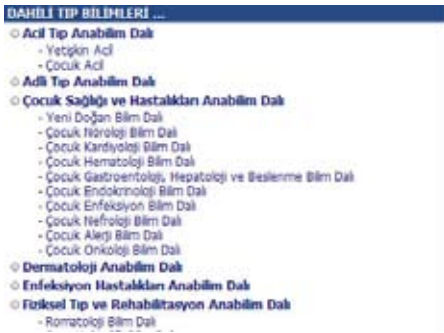 DAHİLİ TIP BİLİMLERİ ...
Acil Tıp Anabilim Dalı
- Yetişkin Acil
- Çocuk Acil
Adli Tıp Anabilim Dalı
Çocuk Sağlığı ve Hastalıkları Anabilim Dalı
- Yeni Doğan Bilim Dalı
- Çocuk Nöroloji Bilim Dalı
- Çocuk Kardiyoloji Bilim Dalı
- Çocuk Hematoloji Bilim Dalı
- Çocuk Gastroentoloji, Hepatoloji ve Beslenme Bilim Dalı
- Çocuk Endokrinoloji Bilim Dalı
- Çocuk Enfeksiyon Bilim Dalı
- Çocuk Nefroloji Bilim Dalı
- Çocuk Alerji Bilim Dalı
- Çocuk Onkoloji Bilim Dalı
Dermatoloji Anabilim Dalı
Enfeksiyon Hastalıkları Anabilim Dalı
Fiziksel Tıp ve Rehabilitasyon Anabilim Dalı
- Romatoloji Bilim Dalı